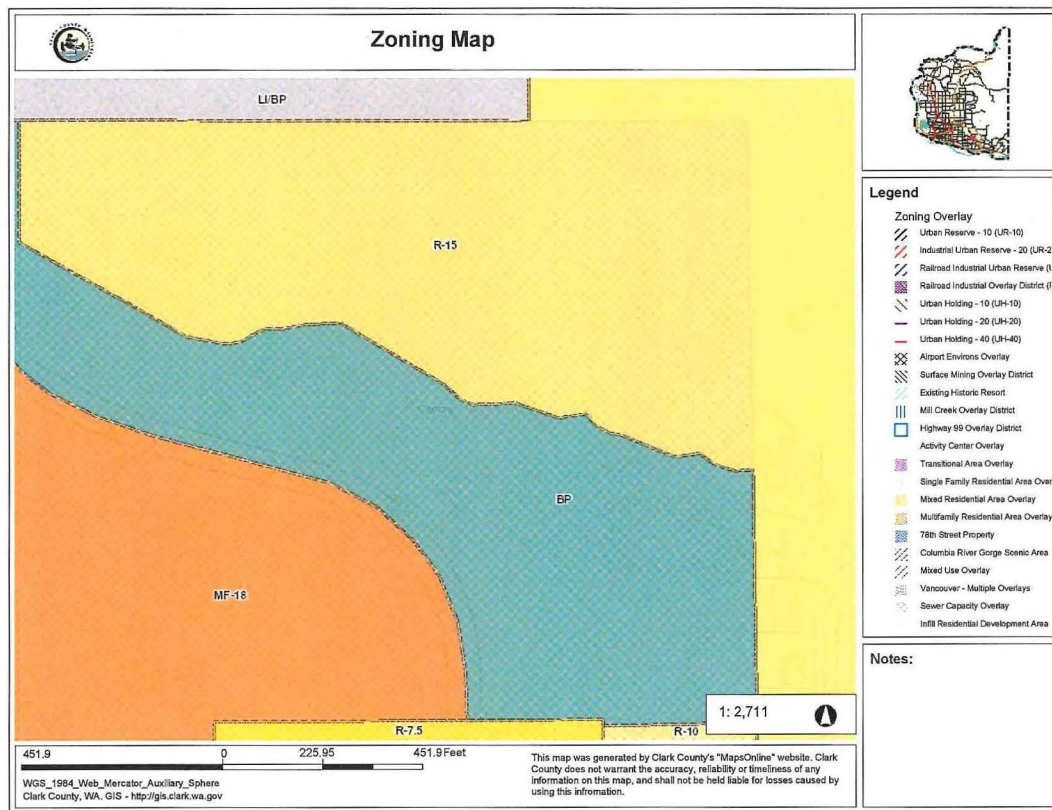 Zoning Map
LI/BP
R-15
BP
MF-18
R-7.5
R-10
1: 2,711
451.9
0
225.95
451.9 Feet
WGS_1984_Web_Mercator_Auxiliary_Sphere
Clark County, WA. GIS - http://gis.clark.wa.gov
This map was generated by Clark County's "MapsOnline" website. Clark
County does not warrant the accuracy, reliability or timeliness of any
information on this map, and shall not be held liable for losses caused by
using this infromation.
Legend
Zoning Overlay
Urban Reserve - 10 (UR-10)
Industrial Urban Reserve - 20 (UR-2
Railroad Industrial Urban Reserve (U
Railroad Industrial Overlay District (F
Urban Holding - 10 (UH-10)
Urban Holding - 20 (UH-20)
Urban Holding - 40 (UH-40)
Airport Environs Overlay
Surface Mining Overlay District
Existing Historic Resort
Mill Creek Overlay District
Highway 99 Overlay District
Activity Center Overlay
Transitional Area Overlay
Single Family Residential Area Over
Mixed Residential Area Overlay
Multifamily Residential Area Overlay
78th Street Property
Columbia River Gorge Scenic Area
Mixed Use Overlay
Vancouver - Multiple Overlays
Sewer Capacity Overlay
Infill Residential Development Area
Notes: